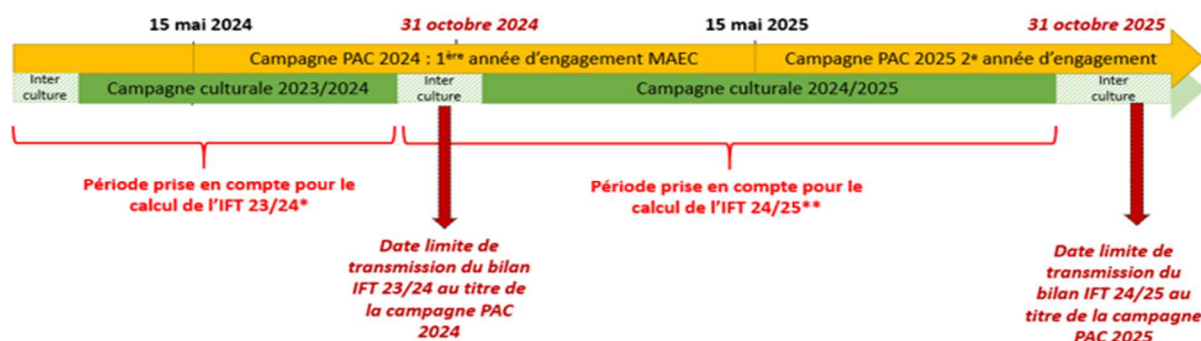 15 mai 2024
31 octobre 2024
15 mai 2025
31 octobre 2025
Campagne PAC 2024 : 1ère année d’engagement MAEC
Campagne PAC 2025 2e année d’engagement
Inter
culture
Campagne culturale 2023/2024
Inter
culture
Campagne culturale 2024/2025
Inter
culture
Période prise en compte pour le
calcul de l’IFT 23/24*
Période prise en compte pour le
calcul de l’IFT 24/25**
Date limite de
transmission du bilan
IFT 23/24 au titre de
la campagne PAC
2024
Date limite de
transmission du
bilan IFT 24/25 au
titre de la campagne
PAC 2025